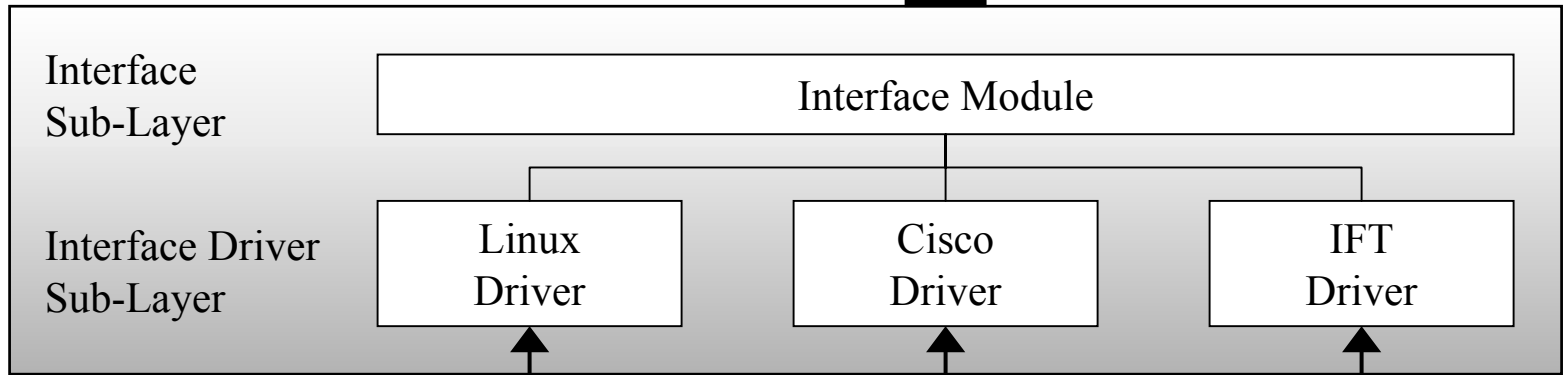 Interface
Sub-Layer
Interface Module
Interface Driver
Sub-Layer
Linux
Driver
Cisco
Driver
IFT
Driver